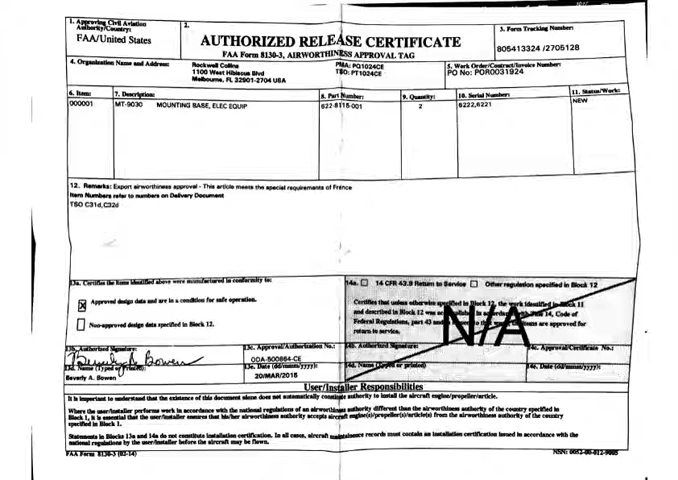 1. Approving Civil Aviation
Authority/Country:
FAA/United States
2.
AUTHORIZED RELEASE CERTIFICATE
FAA Form 8130-3, AIRWORTHINESS APPROVAL TAG
3. Form Tracking Number:
805413324 /2705128
4. Organization Name and Address:
Rockwell Collins
1100 West Hibiscus Blvd
Melbourne, FL 32901-2704 USA
PMA: PQ1024CE
TSO: PT1024CE
5. Work Order/Contract/Invoice Number:
PO No: POR0031924
6. Item: 7. Description: 8. Part Number: 9. Quantity: 10. Serial Number: 11. Status/Work:
000001 MT-9030 MOUNTING BASE, ELEC EQUIP 622-8116-001 2 6222,6221 NEW
12. Remarks: Export airworthiness approval - This article meets the special requirements of France
Item Numbers refer to numbers on Delivery Document
TSO C31d,C32d
13a. Certifies the items identified above were manufactured in conformity to:
Approved design data and are in a condition for safe operation.
Non-approved design data specified in Block 12.
14a. 14 CFR 43.9 Return to Service Other regulation specified in Block 12
Certifies that unless otherwise specified in Block 12, the work identified in Block 11
and described in Block 12 was accomplished in accordance with Title 14, Code of
Federal Regulations, part 43 and in respect to that work, the items are approved for
return to service.
N/A
13b. Authorized Signature:
Beverly A. Bowen
13c. Approval/Authorization No.:
ODA-500864-CE
14b. Authorized Signature:
14c. Approval/Certificate No.:
13d. Name (Typed or Printed):
Beverly A. Bowen
13e. Date (dd/mmm/yyyy):
20/MAR/2015
14d. Name (Typed or printed)
14e. Date (dd/mmm/yyyy):
User/Installer Responsibilities
It is important to understand that the existence of this document alone does not automatically constitute authority to install the aircraft engine/propeller/article.
Where the user/installer performs work in accordance with the national regulations of an airworthiness authority different than the airworthiness authority of the country specified in
Block 1, it is essential that the user/installer ensures that his/her airworthiness authority accepts aircraft engine(s)/propeller(s)/article(s) from the airworthiness authority of the country
specified in Block 1.
Statements in Blocks 13a and 14a do not constitute installation certification. In all cases, aircraft maintenance records must contain an installation certification issued in accordance with the
national regulations by the user/installer before the aircraft may be flown.
FAA Form 8130-3 (02-14)
NSN: 0052-00-012-9005